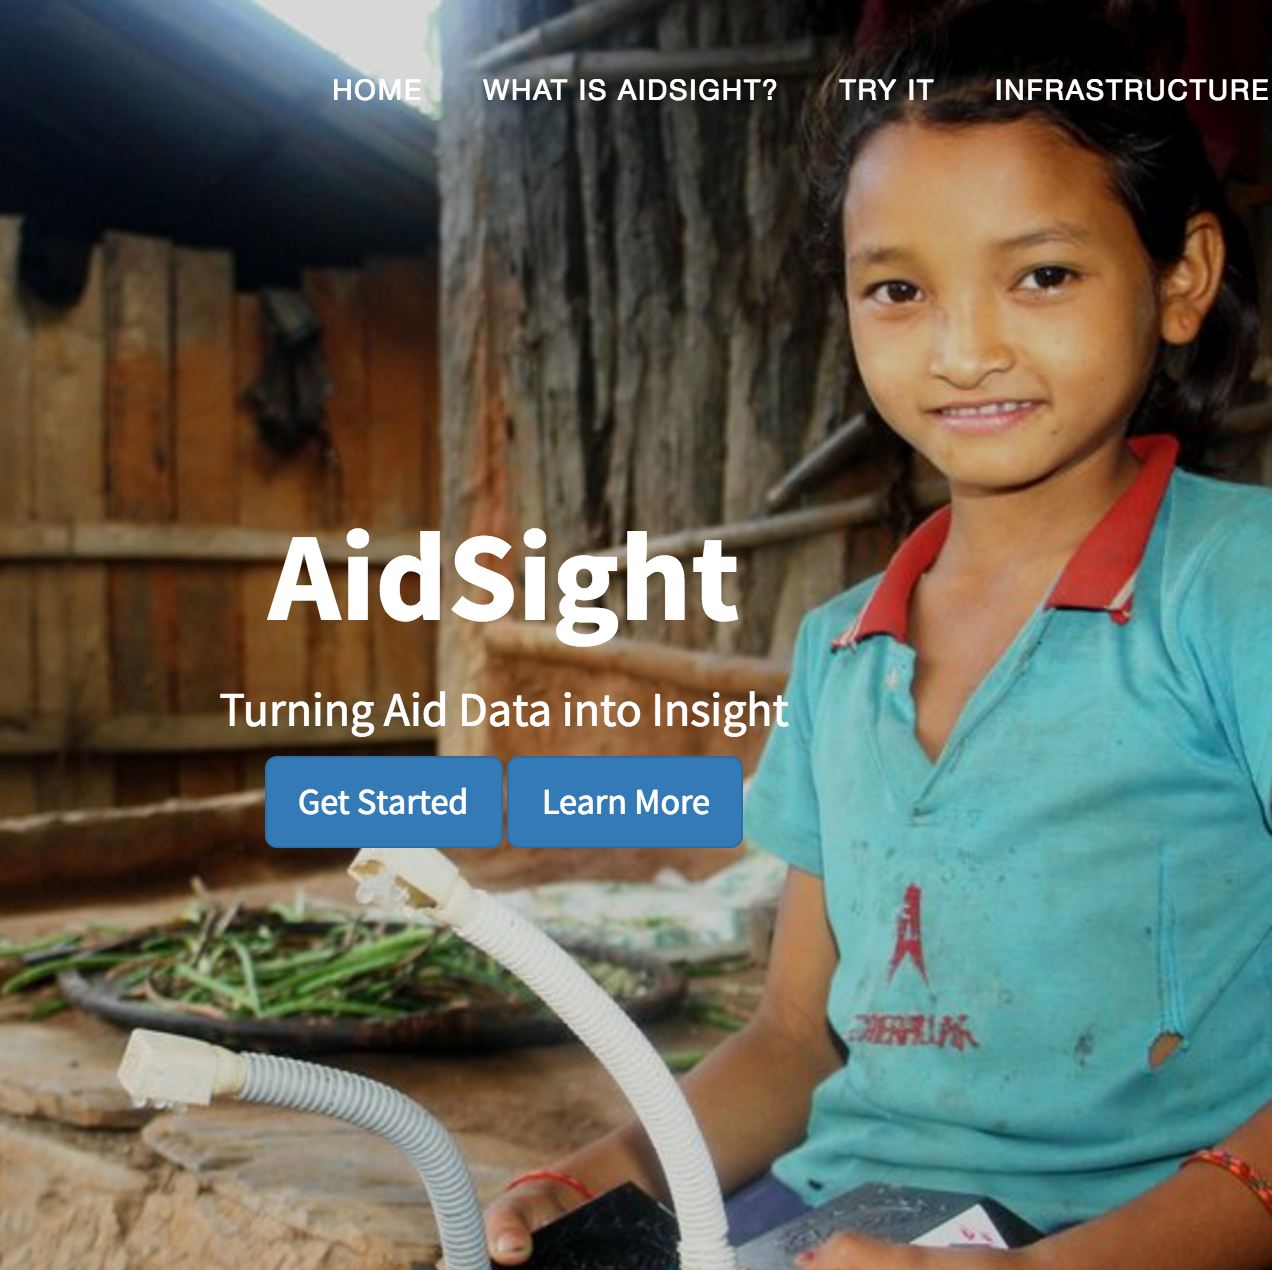 HOME WHAT IS AIDSIGHT? TRY IT INFRASTRUCTURE
AidSight
Turning Aid Data into Insight
Get Started Learn More